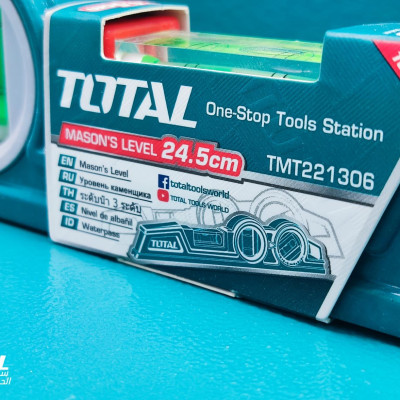 TOTAL
One-Stop Tools Station
MASON'S LEVEL 24.5cm
TMT221306
EN Mason's Level
RU Уровень каменщика
TH ระดับน้ำ 3 ระดับ
ES Nivel de albañil
ID Waterpass
totaltoolsworld
TOTAL TOOLS WORLD
TOTAL